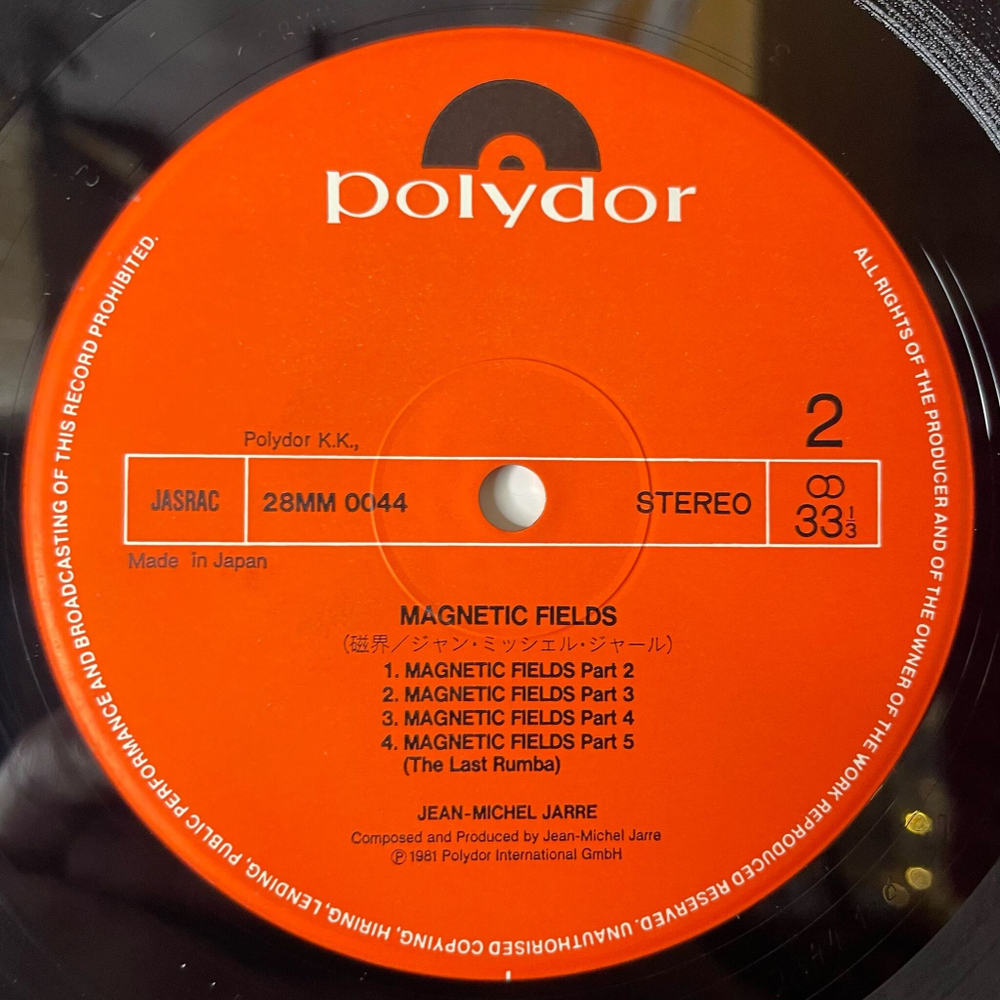 polydor
ALL RIGHTS OF THE PRODUCER AND OF THE OWNER OF THE WORK REPRODUCED RESERVED. UNAUTHORISED COPYING, HIRING, LENDING, PUBLIC PERFORMANCE AND BROADCASTING OF THIS RECORD PROHIBITED.
2
Polydor K.K.,
JASRAC 28MM 0044 STEREO 33 1/3
Made in Japan
MAGNETIC FIELDS
(磁界/ジャン・ミッシェル・ジャール)
1. MAGNETIC FIELDS Part 2
2. MAGNETIC FIELDS Part 3
3. MAGNETIC FIELDS Part 4
4. MAGNETIC FIELDS Part 5
(The Last Rumba)
JEAN-MICHEL JARRE
Composed and Produced by Jean-Michel Jarre
℗ 1981 Polydor International GmbH